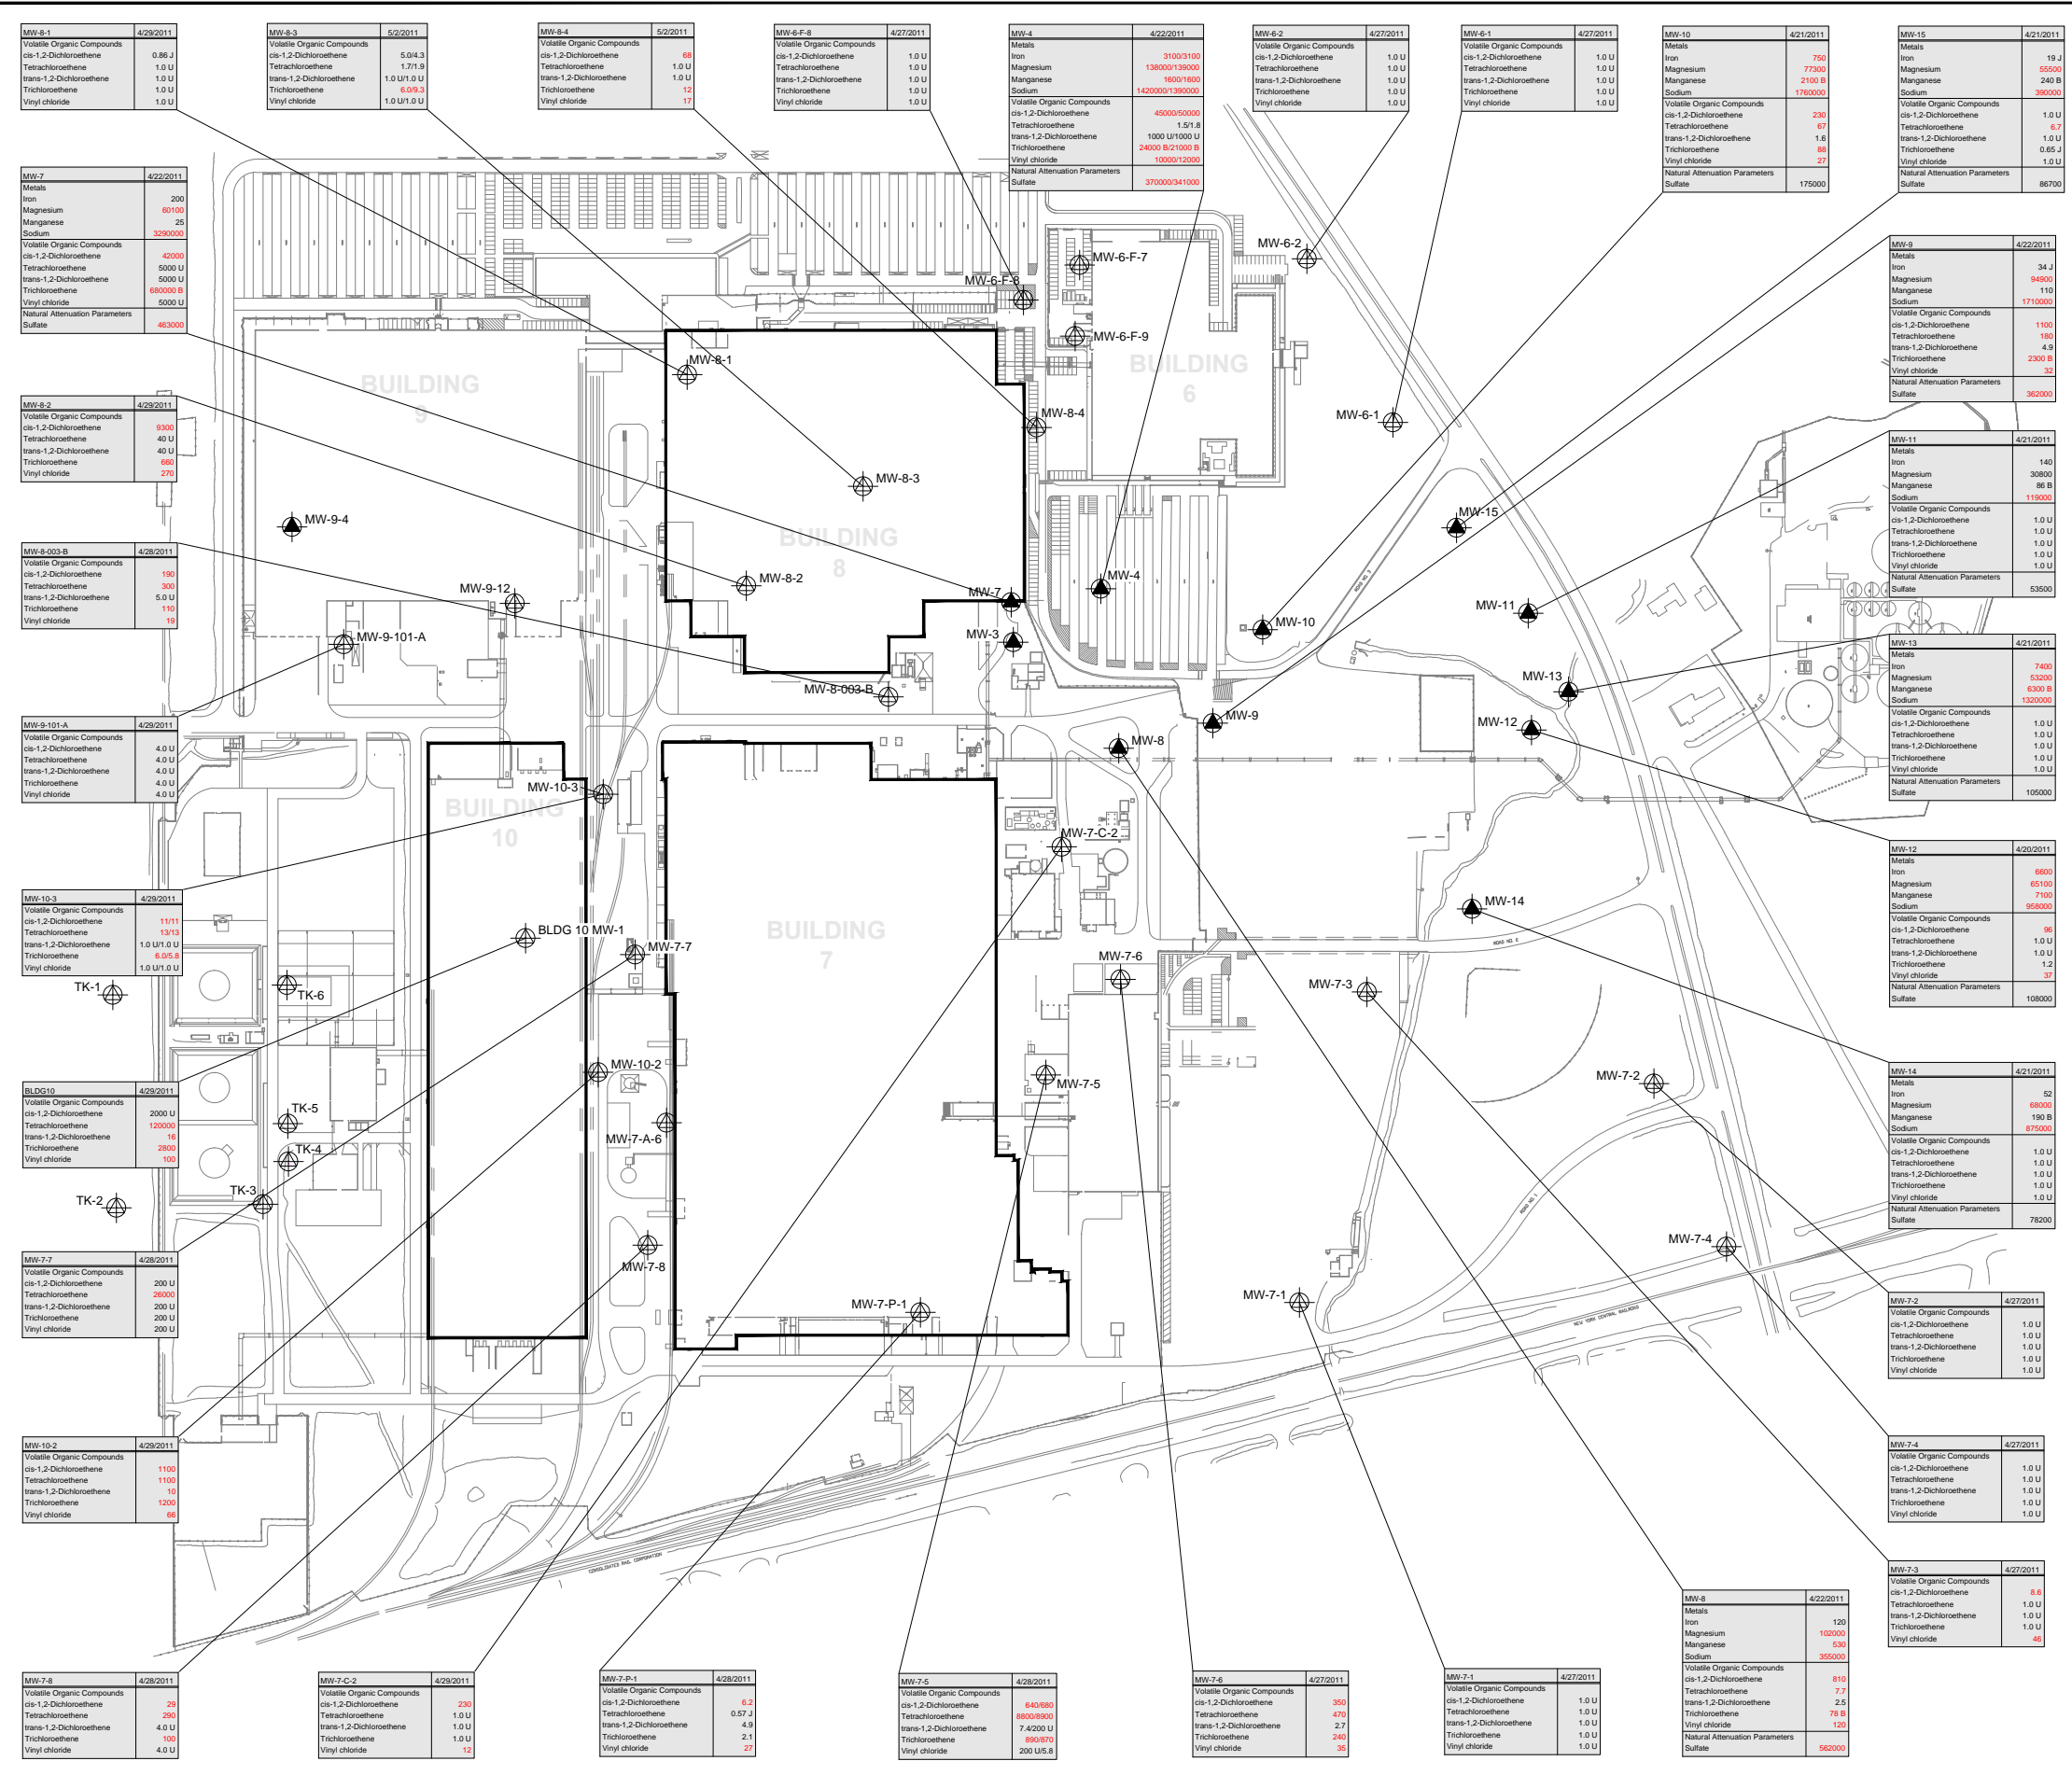 MW-8-1 4/29/2011
Volatile Organic Compounds
cis-1,2-Dichloroethene 0.86 J
Tetrachloroethene 1.0 U
trans-1,2-Dichloroethene 1.0 U
Trichloroethene 1.0 U
Vinyl chloride 1.0 U
MW-8-3 5/2/2011
Volatile Organic Compounds
cis-1,2-Dichloroethene 5.0/4.3
Tetrachloroethene 1.7/1.9
trans-1,2-Dichloroethene 1.0 U/1.0 U
Trichloroethene 6.0/9.3
Vinyl chloride 1.0 U/1.0 U
MW-8-4 5/2/2011
Volatile Organic Compounds
cis-1,2-Dichloroethene 68
Tetrachloroethene 1.0 U
trans-1,2-Dichloroethene 1.0 U
Trichloroethene 12
Vinyl chloride 17
MW-6-F-8 4/27/2011
Volatile Organic Compounds
cis-1,2-Dichloroethene 1.0 U
Tetrachloroethene 1.0 U
trans-1,2-Dichloroethene 1.0 U
Trichloroethene 1.0 U
Vinyl chloride 1.0 U
MW-4 4/22/2011
Metals
Iron 3100/3100
Magnesium 138000/139000
Manganese 1600/1600
Sodium 1420000/1390000
Volatile Organic Compounds
cis-1,2-Dichloroethene 45000/50000
Tetrachloroethene 1.5/1.8
trans-1,2-Dichloroethene 1000 U/1000 U
Trichloroethene 24000 B/21000 B
Vinyl chloride 10000/12000
Natural Attenuation Parameters
Sulfate 370000/341000
MW-6-2 4/27/2011
Volatile Organic Compounds
cis-1,2-Dichloroethene 1.0 U
Tetrachloroethene 1.0 U
trans-1,2-Dichloroethene 1.0 U
Trichloroethene 1.0 U
Vinyl chloride 1.0 U
MW-6-1 4/27/2011
Volatile Organic Compounds
cis-1,2-Dichloroethene 1.0 U
Tetrachloroethene 1.0 U
trans-1,2-Dichloroethene 1.0 U
Trichloroethene 1.0 U
Vinyl chloride 1.0 U
MW-10 4/21/2011
Metals
Iron 750
Magnesium 77300
Manganese 2100 B
Sodium 1760000
Volatile Organic Compounds
cis-1,2-Dichloroethene 230
Tetrachloroethene 67
trans-1,2-Dichloroethene 1.6
Trichloroethene 88
Vinyl chloride 27
Natural Attenuation Parameters
Sulfate 175000
MW-15 4/21/2011
Metals
Iron 19 J
Magnesium 55500
Manganese 240 B
Sodium 390000
Volatile Organic Compounds
cis-1,2-Dichloroethene 1.0 U
Tetrachloroethene 6.7
trans-1,2-Dichloroethene 1.0 U
Trichloroethene 0.65 J
Vinyl chloride 1.0 U
Natural Attenuation Parameters
Sulfate 86700
MW-7 4/22/2011
Metals
Iron 200
Magnesium 60100
Manganese 25
Sodium 3290000
Volatile Organic Compounds
cis-1,2-Dichloroethene 42000
Tetrachloroethene 5000 U
trans-1,2-Dichloroethene 5000 U
Trichloroethene 680000 B
Vinyl chloride 5000 U
Natural Attenuation Parameters
Sulfate 463000
MW-9 4/22/2011
Metals
Iron 34 J
Magnesium 94900
Manganese 110
Sodium 1710000
Volatile Organic Compounds
cis-1,2-Dichloroethene 1100
Tetrachloroethene 180
trans-1,2-Dichloroethene 4.9
Trichloroethene 2300 B
Vinyl chloride 32
Natural Attenuation Parameters
Sulfate 362000
MW-8-2 4/29/2011
Volatile Organic Compounds
cis-1,2-Dichloroethene 9300
Tetrachloroethene 40 U
trans-1,2-Dichloroethene 40 U
Trichloroethene 660
Vinyl chloride 270
MW-11 4/21/2011
Metals
Iron 140
Magnesium 30800
Manganese 86 B
Sodium 119000
Volatile Organic Compounds
cis-1,2-Dichloroethene 1.0 U
Tetrachloroethene 1.0 U
trans-1,2-Dichloroethene 1.0 U
Trichloroethene 1.0 U
Vinyl chloride 1.0 U
Natural Attenuation Parameters
Sulfate 53500
MW-8-003-B 4/28/2011
Volatile Organic Compounds
cis-1,2-Dichloroethene 190
Tetrachloroethene 300
trans-1,2-Dichloroethene 5.0 U
Trichloroethene 110
Vinyl chloride 19
MW-13 4/21/2011
Metals
Iron 7400
Magnesium 53200
Manganese 6300 B
Sodium 1320000
Volatile Organic Compounds
cis-1,2-Dichloroethene 1.0 U
Tetrachloroethene 1.0 U
trans-1,2-Dichloroethene 1.0 U
Trichloroethene 1.0 U
Vinyl chloride 1.0 U
Natural Attenuation Parameters
Sulfate 105000
MW-9-101-A 4/29/2011
Volatile Organic Compounds
cis-1,2-Dichloroethene 4.0 U
Tetrachloroethene 4.0 U
trans-1,2-Dichloroethene 4.0 U
Trichloroethene 4.0 U
Vinyl chloride 4.0 U
MW-12 4/20/2011
Metals
Iron 6600
Magnesium 65100
Manganese 7100
Sodium 958000
Volatile Organic Compounds
cis-1,2-Dichloroethene 96
Tetrachloroethene 1.0 U
trans-1,2-Dichloroethene 1.0 U
Trichloroethene 1.2
Vinyl chloride 37
Natural Attenuation Parameters
Sulfate 108000
MW-10-3 4/29/2011
Volatile Organic Compounds
cis-1,2-Dichloroethene 11/11
Tetrachloroethene 13/13
trans-1,2-Dichloroethene 1.0 U/1.0 U
Trichloroethene 6.0/5.8
Vinyl chloride 1.0 U/1.0 U
MW-14 4/21/2011
Metals
Iron 52
Magnesium 68000
Manganese 190 B
Sodium 875000
Volatile Organic Compounds
cis-1,2-Dichloroethene 1.0 U
Tetrachloroethene 1.0 U
trans-1,2-Dichloroethene 1.0 U
Trichloroethene 1.0 U
Vinyl chloride 1.0 U
Natural Attenuation Parameters
Sulfate 78200
BLDG10 4/29/2011
Volatile Organic Compounds
cis-1,2-Dichloroethene 2000 U
Tetrachloroethene 120000
trans-1,2-Dichloroethene 16
Trichloroethene 2800
Vinyl chloride 100
MW-7-7 4/28/2011
Volatile Organic Compounds
cis-1,2-Dichloroethene 200 U
Tetrachloroethene 26000
trans-1,2-Dichloroethene 200 U
Trichloroethene 200 U
Vinyl chloride 200 U
MW-7-2 4/27/2011
Volatile Organic Compounds
cis-1,2-Dichloroethene 1.0 U
Tetrachloroethene 1.0 U
trans-1,2-Dichloroethene 1.0 U
Trichloroethene 1.0 U
Vinyl chloride 1.0 U
MW-10-2 4/29/2011
Volatile Organic Compounds
cis-1,2-Dichloroethene 1100
Tetrachloroethene 1100
trans-1,2-Dichloroethene 10
Trichloroethene 1200
Vinyl chloride 66
MW-7-4 4/27/2011
Volatile Organic Compounds
cis-1,2-Dichloroethene 1.0 U
Tetrachloroethene 1.0 U
trans-1,2-Dichloroethene 1.0 U
Trichloroethene 1.0 U
Vinyl chloride 1.0 U
MW-7-3 4/27/2011
Volatile Organic Compounds
cis-1,2-Dichloroethene 8.6
Tetrachloroethene 1.0 U
trans-1,2-Dichloroethene 1.0 U
Trichloroethene 1.0 U
Vinyl chloride 46
MW-7-8 4/28/2011
Volatile Organic Compounds
cis-1,2-Dichloroethene 29
Tetrachloroethene 290
trans-1,2-Dichloroethene 4.0 U
Trichloroethene 100
Vinyl chloride 4.0 U
MW-7-C-2 4/29/2011
Volatile Organic Compounds
cis-1,2-Dichloroethene 230
Tetrachloroethene 1.0 U
trans-1,2-Dichloroethene 1.0 U
Trichloroethene 1.0 U
Vinyl chloride 12
MW-7-P-1 4/28/2011
Volatile Organic Compounds
cis-1,2-Dichloroethene 6.2
Tetrachloroethene 0.57 J
trans-1,2-Dichloroethene 4.9
Trichloroethene 2.1
Vinyl chloride 27
MW-7-5 4/28/2011
Volatile Organic Compounds
cis-1,2-Dichloroethene 640/680
Tetrachloroethene 8800/8900
trans-1,2-Dichloroethene 7.4/200 U
Trichloroethene 890/870
Vinyl chloride 200 U/5.8
MW-7-6 4/27/2011
Volatile Organic Compounds
cis-1,2-Dichloroethene 350
Tetrachloroethene 470
trans-1,2-Dichloroethene 2.7
Trichloroethene 240
Vinyl chloride 35
MW-7-1 4/27/2011
Volatile Organic Compounds
cis-1,2-Dichloroethene 1.0 U
Tetrachloroethene 1.0 U
trans-1,2-Dichloroethene 1.0 U
Trichloroethene 1.0 U
Vinyl chloride 1.0 U
MW-8 4/22/2011
Metals
Iron 120
Magnesium 102000
Manganese 530
Sodium 355000
Volatile Organic Compounds
cis-1,2-Dichloroethene 810
Tetrachloroethene 7.7
trans-1,2-Dichloroethene 2.5
Trichloroethene 78 B
Vinyl chloride 120
Natural Attenuation Parameters
Sulfate 562000
MW-6-2
MW-6-F-7
MW-6-F-8
MW-6-F-9
MW-8-1
BUILDING
6
BUILDING
9
MW-8-4
MW-6-1
MW-8-3
MW-9-4
MW-15
BUILDING
8
MW-8-2
MW-4
MW-9-12
MW-7
ROAD NO. 3
MW-11
MW-10
MW-9-101-A
MW-3
MW-8-003-B
MW-13
MW-9
MW-12
MW-8
MW-10-3
BUILDING
10
MW-7-C-2
MW-14
BLDG 10 MW-1
BUILDING
7
MW-7-7
ROAD NO. 2
MW-7-6
TK-1
TK-6
MW-7-3
MW-10-2
MW-7-5
MW-7-2
TK-5
MW-7-A-6
TK-4
TK-2
TK-3
ROAD NO. 1
MW-7-4
MW-7-8
MW-7-1
MW-7-P-1
NEW YORK CENTRAL RAILROAD
CONSOLIDATED RAIL CORPORATION